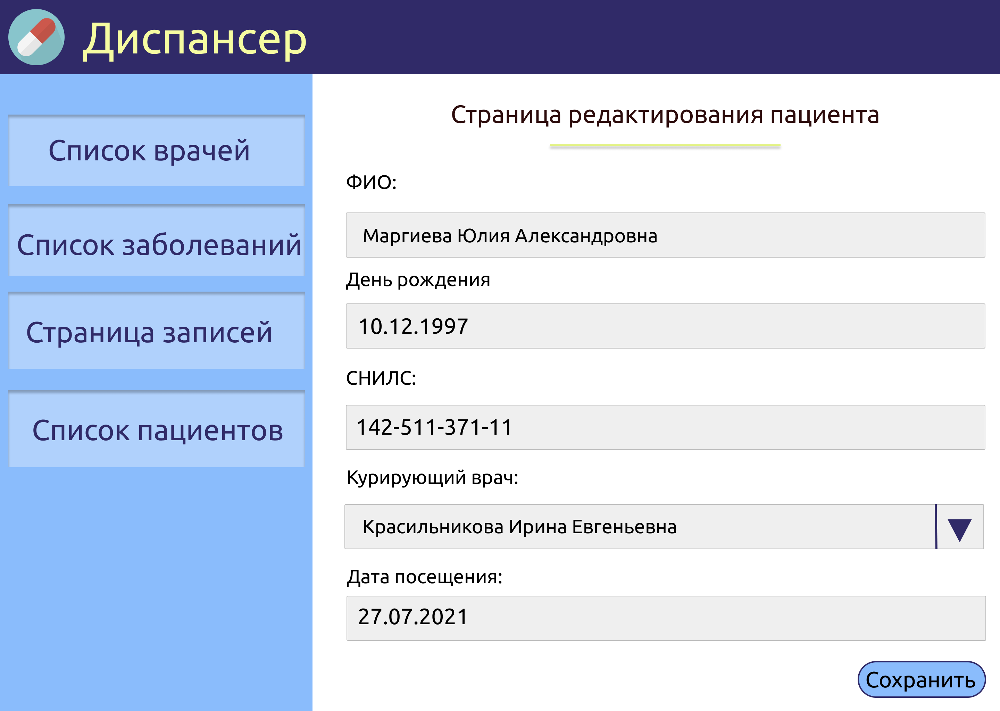 Диспансер
Список врачей
Список заболеваний
Страница записей
Список пациентов
Страница редактирования пациента
ФИО:
Маргиева Юлия Александровна
День рождения
10.12.1997
СНИЛС:
142-511-371-11
Курирующий врач:
Красильникова Ирина Евгеньевна
Дата посещения:
27.07.2021
Сохранить